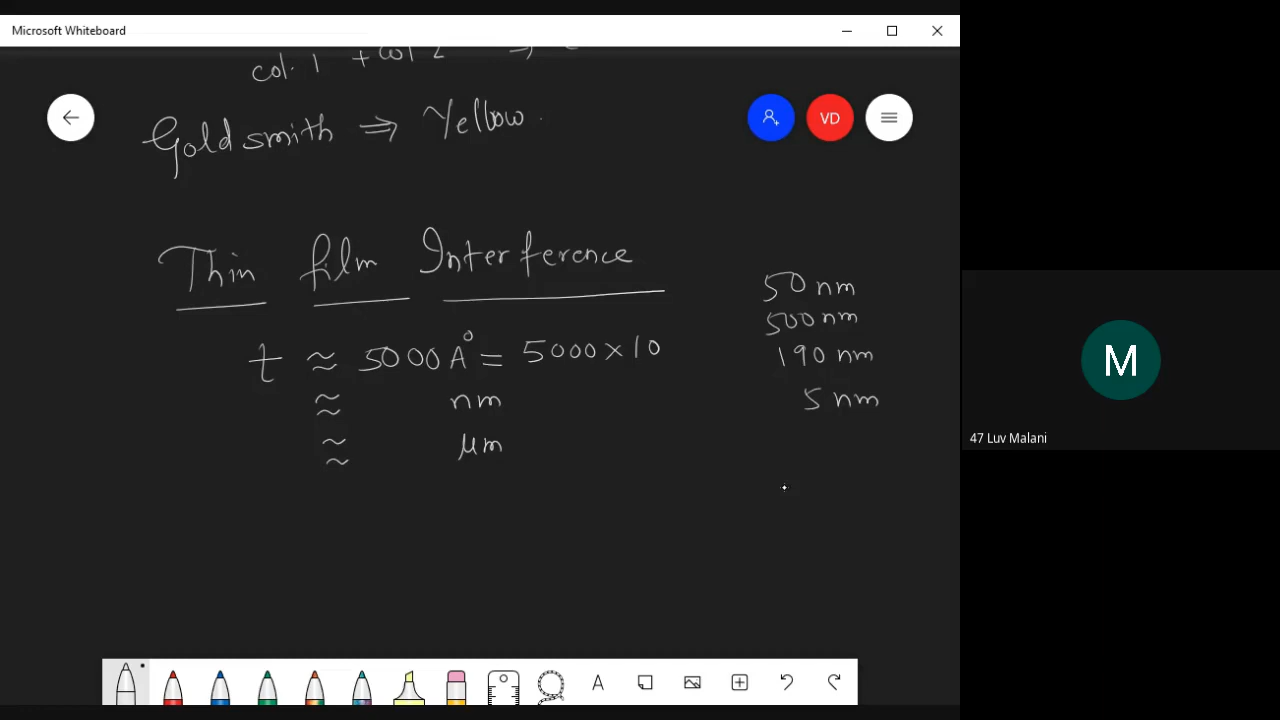 Microsoft Whiteboard
col. 1 + col 2 ⇒
Goldsmith ⇒ Yellow.
VD
Thin film Interference
t ≈ 5000 A° = 5000 × 10
≈ nm
≈ μm
50 nm
500 nm
190 nm
5 nm
M
47 Luv Malani
A